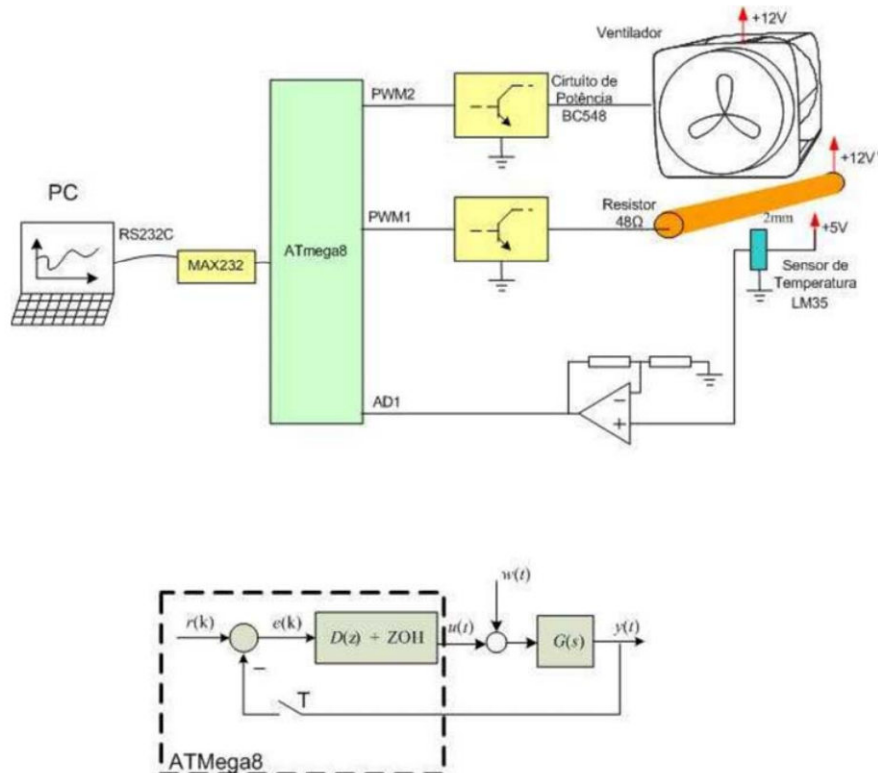 +12V
Ventilador
PWM2
Cirtuíto de
Potência
BC548
+12V
PC
RS232C
MAX232
ATmega8
PWM1
Resistor
48Ω
2mm
+5V
Sensor de
Temperatura
LM35
AD1
−
+
w(t)
r(k)
e(k)
D(z) + ZOH
u(t)
G(s)
y(t)
−
T
ATMega8